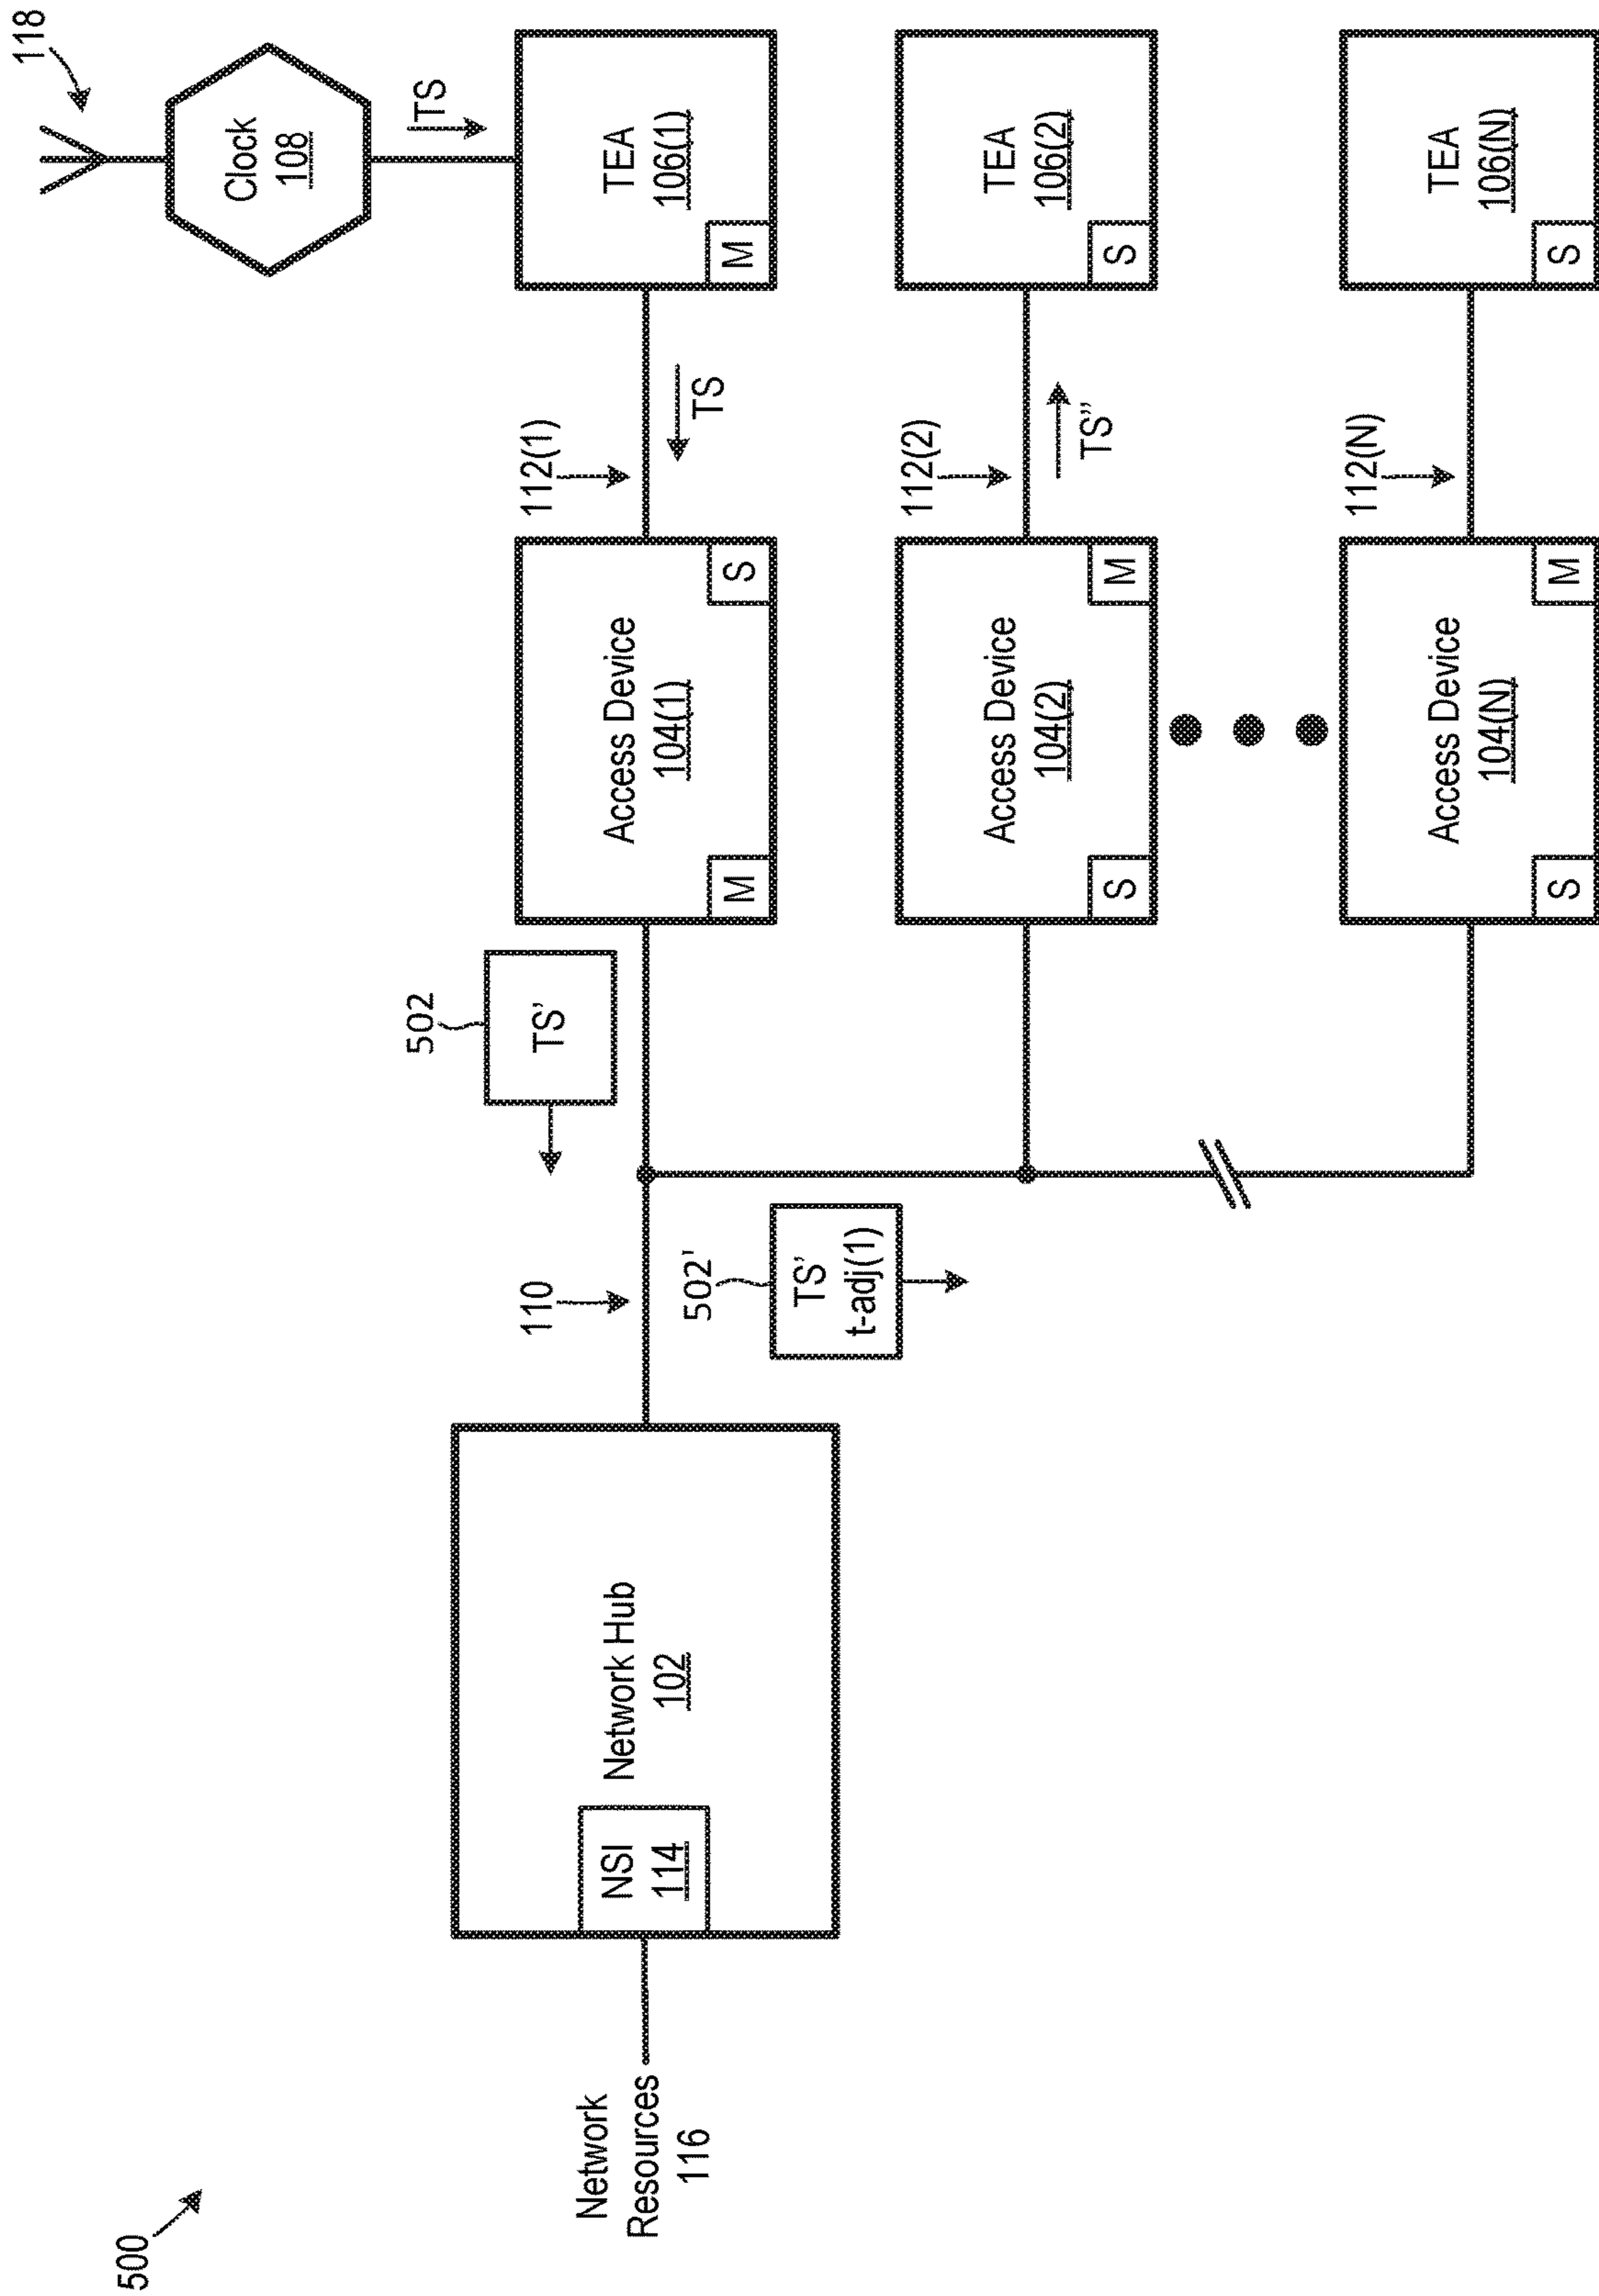 500
Network
Resources
116
NSI
114
Network Hub
102
110
502
TS’
502'
TS’
t-adj(1)
Access Device
104(1)
M
S
112(1)
TS
TEA
106(1)
M
TS
Clock
108
118
Access Device
104(2)
S
M
112(2)
TS’’
TEA
106(2)
S
Access Device
104(N)
S
M
112(N)
TEA
106(N)
S